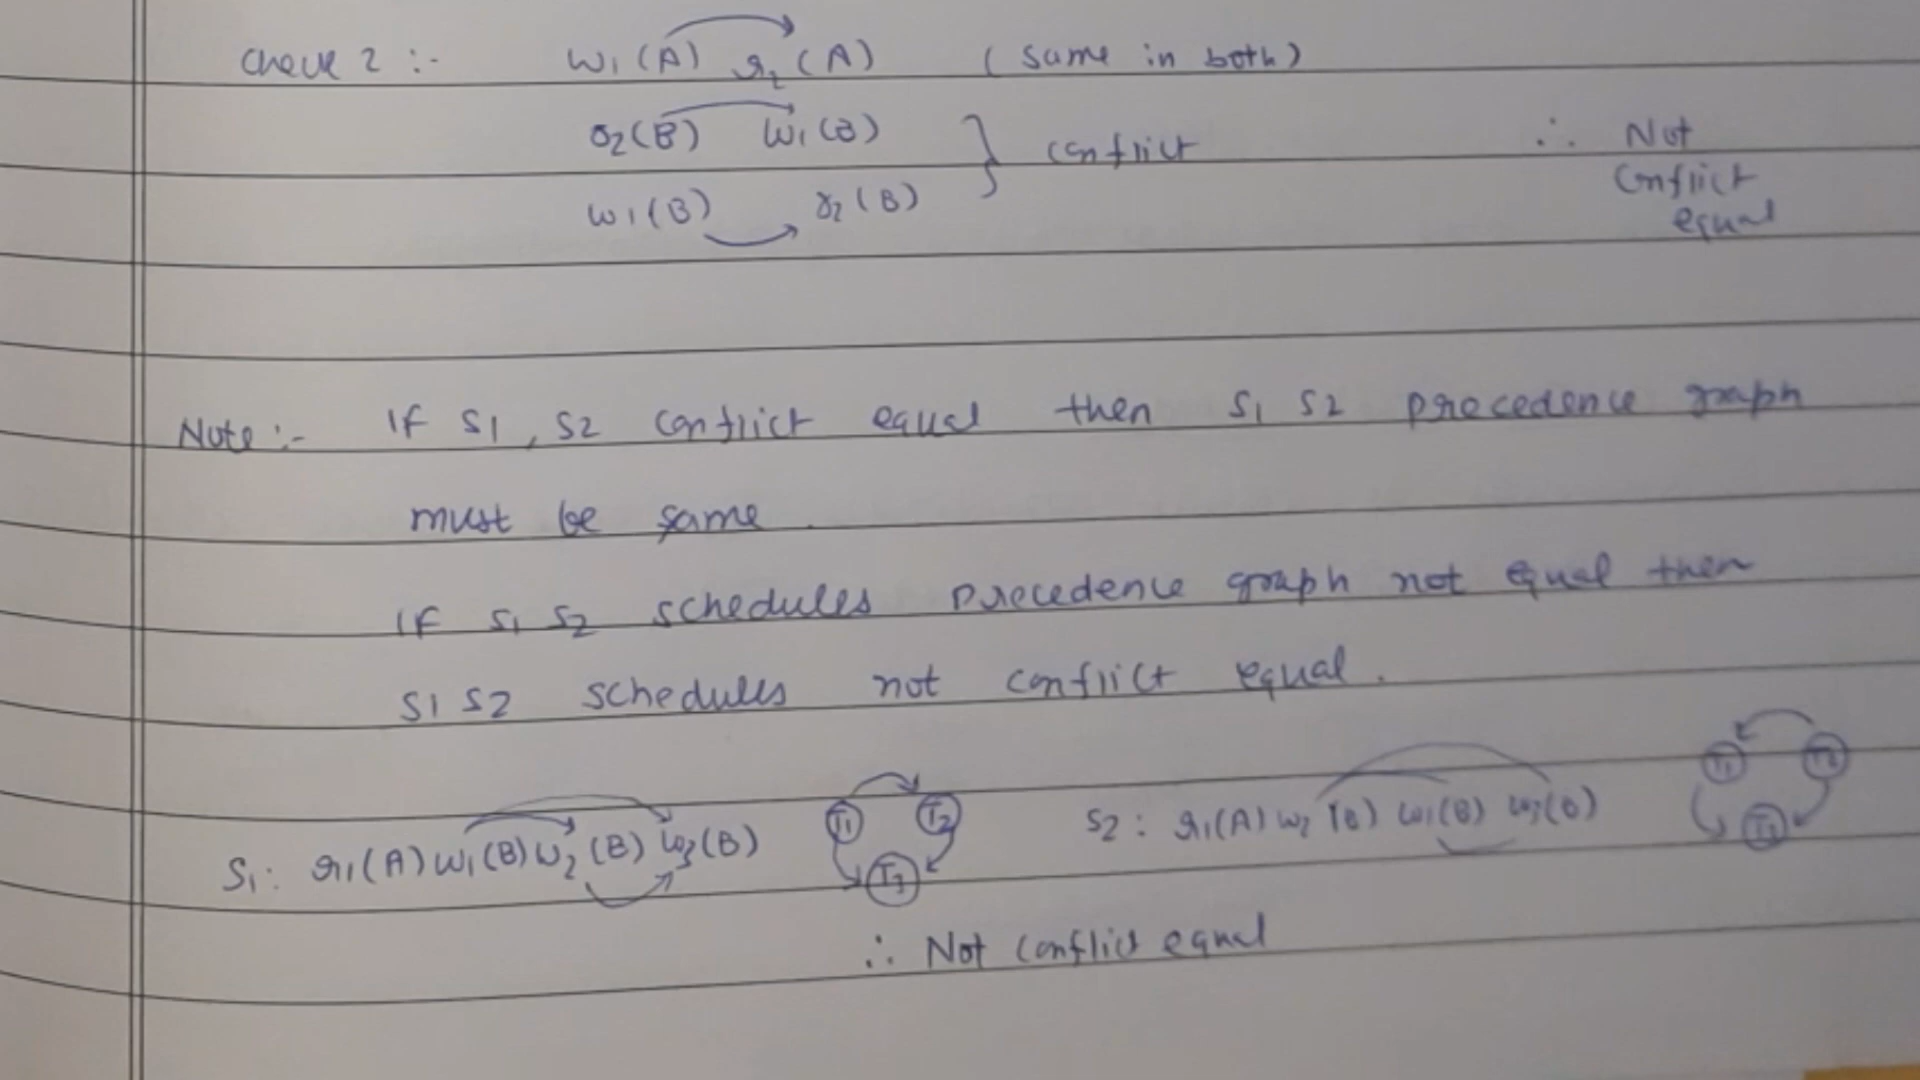 Check 2 :- w1(A) r2(A) (same in both)
r2(B) w1(B) } conflict ∴ Not
w1(B) r2(B) conflict
equal
Note :- If S1, S2 conflict equal then S1 S2 precedence graph
must be same.
If S1 S2 schedules precedence graph not equal then
S1 S2 schedules not conflict equal.
S1: r1(A) w1(B) w2(B) w3(B) T1 T2 T3 S2: r1(A) w2(B) w1(B) w3(B) T1 T2 T3
∴ Not conflict equal